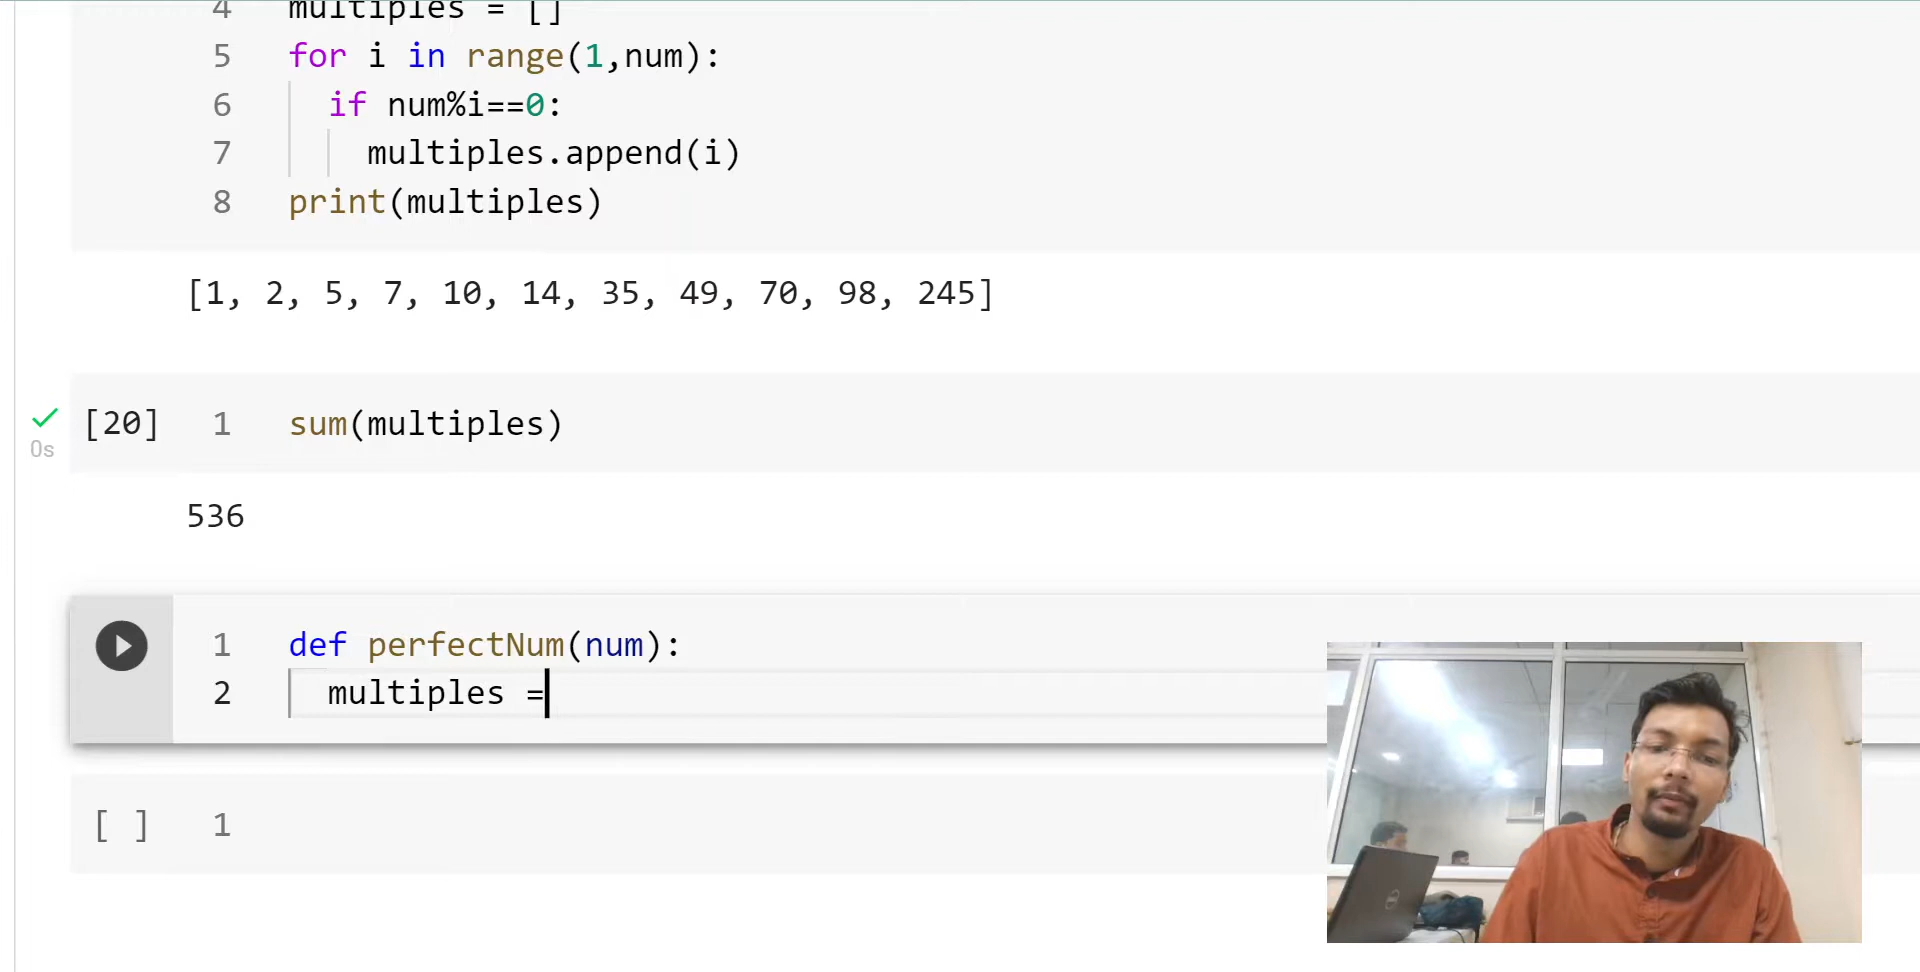 4 multiples = []
5 for i in range(1,num):
6 if num%i==0:
7 multiples.append(i)
8 print(multiples)
[1, 2, 5, 7, 10, 14, 35, 49, 70, 98, 245]
[20] 1 sum(multiples)
0s
536
1 def perfectNum(num):
2 multiples =
[ ] 1